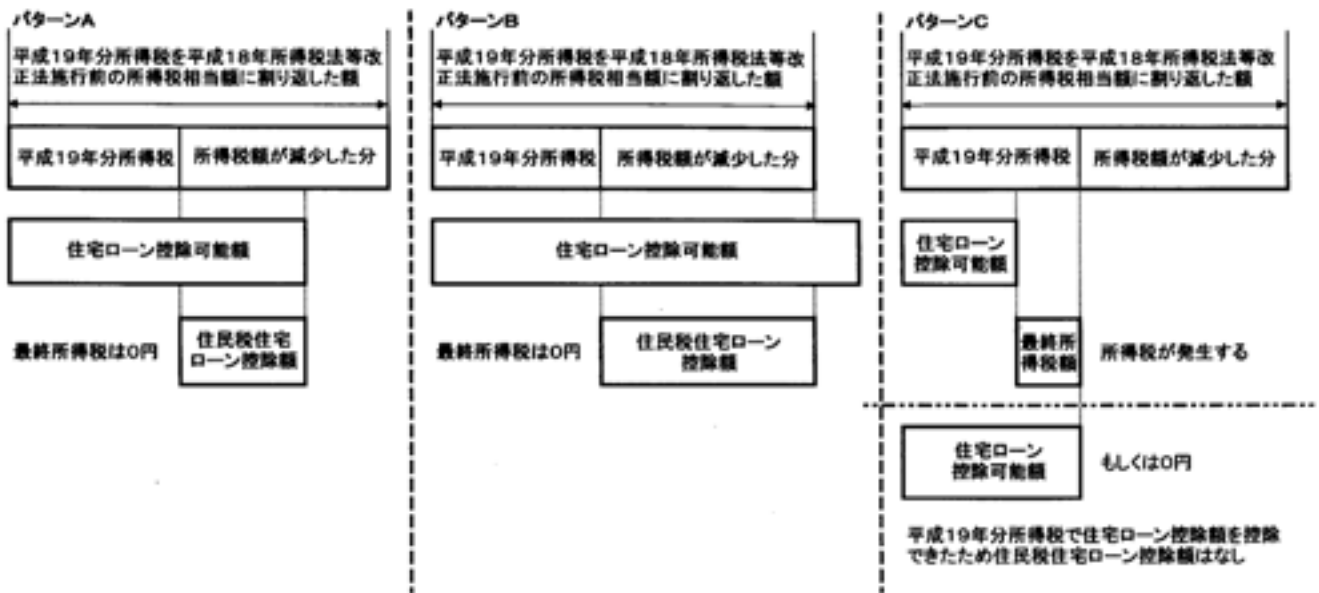 パターンA
平成19年分所得税を平成18年所得税法等改
正法施行前の所得税相当額に割り返した額
平成19年分所得税
所得税額が減少した分
住宅ローン控除可能額
最終所得税は0円
住民税住宅
ローン控除額
パターンB
平成19年分所得税を平成18年所得税法等改
正法施行前の所得税相当額に割り返した額
平成19年分所得税
所得税額が減少した分
住宅ローン控除可能額
最終所得税は0円
住民税住宅ローン
控除額
パターンC
平成19年分所得税を平成18年所得税法等改
正法施行前の所得税相当額に割り返した額
平成19年分所得税
所得税額が減少した分
住宅ローン
控除可能額
最終所
得税額
所得税が発生する
住宅ローン
控除可能額
もしくは0円
平成19年分所得税で住宅ローン控除額を控除
できたため住民税住宅ローン控除額はなし